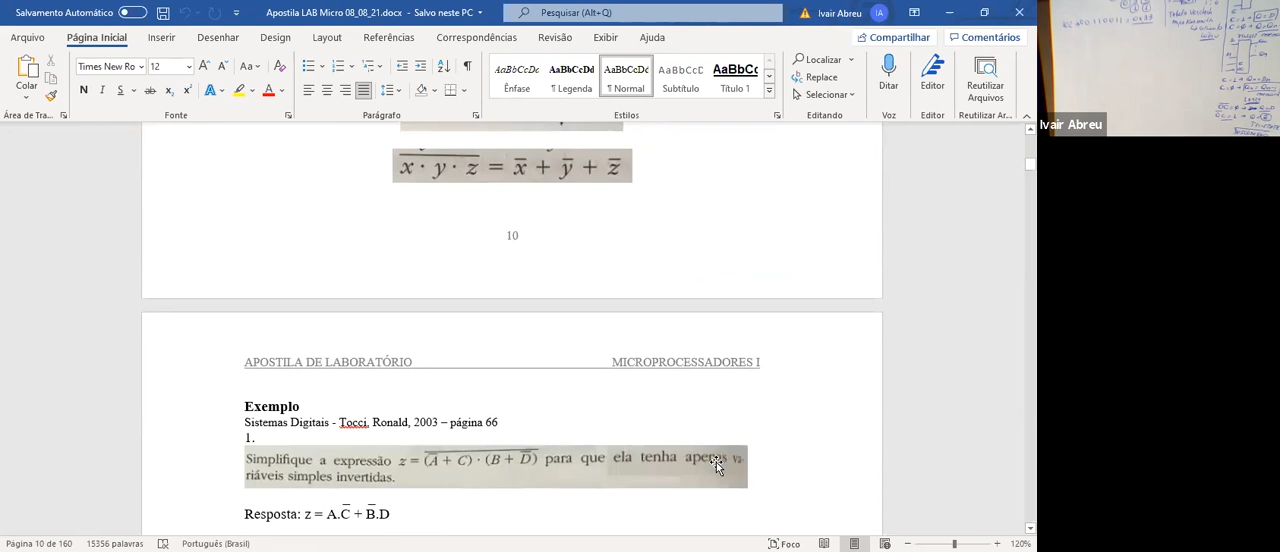 Salvamento Automático
Apostila LAB Micro 08_08_21.docx - Salvo neste PC
Pesquisar (Alt+Q)
Ivair Abreu
IA
Arquivo
Página Inicial
Inserir
Desenhar
Design
Layout
Referências
Correspondências
Revisão
Exibir
Ajuda
Compartilhar
Comentários
Colar
Times New Ro
12
AaBbCcDc
AaBbCcDd
AaBbCcDc
AaBbCcD
AaBbCc
Ênfase
¶ Legenda
¶ Normal
Subtítulo
Título 1
Localizar
Replace
Selecionar
Ditar
Editor
Reutilizar
Arquivos
Área de Tra...
Fonte
Parágrafo
Estilos
Editando
Voz
Editor
Reutilizar Ar...
Ivair Abreu
x̅ ̅·̅ ̅y̅ ̅·̅ ̅z̅ = x̅ + y̅ + z̅
10
APOSTILA DE LABORATÓRIO MICROPROCESSADORES I
Exemplo
Sistemas Digitais - Tocci, Ronald, 2003 – página 66
1.
Simplifique a expressão z = (A̅ + C) · (B + D̅) para que ela tenha apenas va-
riáveis simples invertidas.
Resposta: z = A.C̅ + B̅.D
Página 10 de 160
15356 palavras
Português (Brasil)
Foco
120%